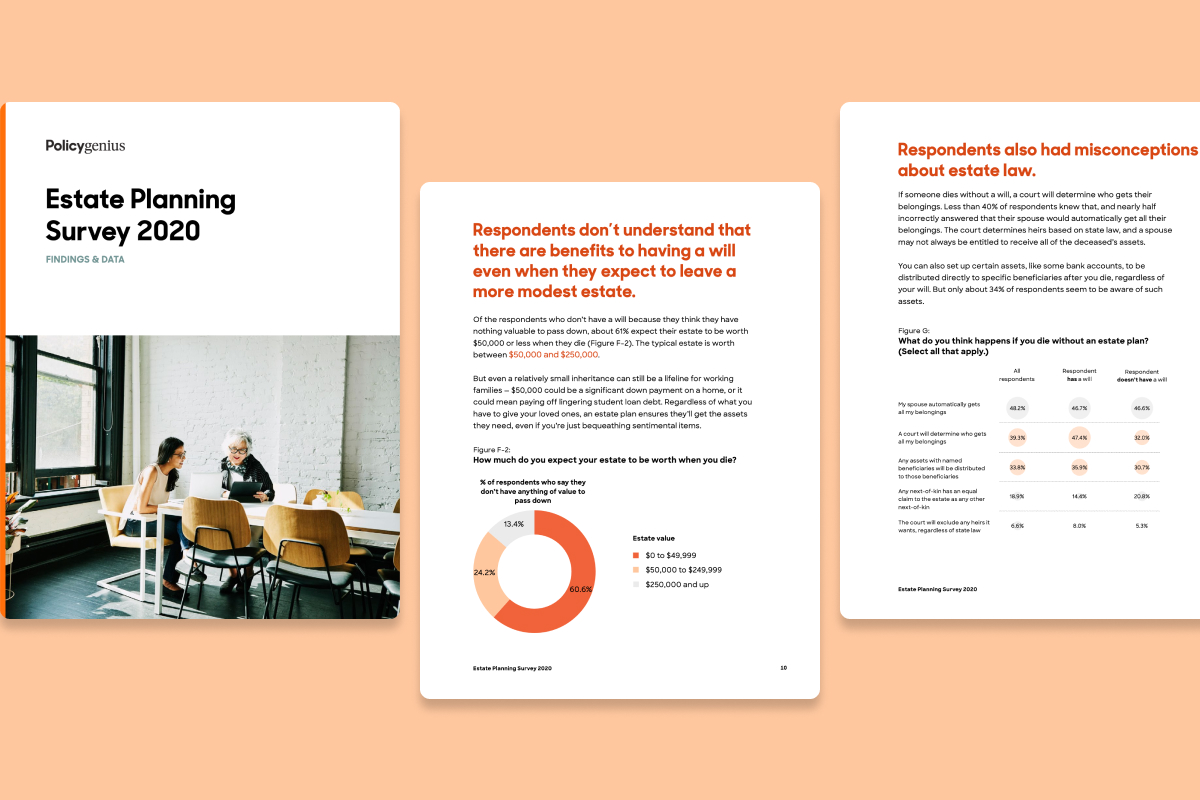 Policygenius
Estate Planning
Survey 2020
FINDINGS & DATA
Respondents don't understand that
there are benefits to having a will
even when they expect to leave a
more modest estate.
Of the respondents who don't have a will because they think they have
nothing valuable to pass down, about 61% expect their estate to be worth
$50,000 or less when they die (Figure F-2). The typical estate is worth
between $50,000 and $250,000.
But even a relatively small inheritance can still be a lifeline for working
families – $50,000 could be a significant down payment on a home, or it
could mean paying off lingering student loan debt. Regardless of what you
have to give your loved ones, an estate plan ensures they'll get the assets
they need, even if you're just bequeathing sentimental items.
Figure F-2:
How much do you expect your estate to be worth when you die?
% of respondents who say they
don't have anything of value to
pass down
13.4%
24.2%
60.6%
Estate value
$0 to $49,999
$50,000 to $249,999
$250,000 and up
Estate Planning Survey 2020
10
Respondents also had misconceptions
about estate law.
If someone dies without a will, a court will determine who gets their
belongings. Less than 40% of respondents knew that, and nearly half
incorrectly answered that their spouse would automatically get all their
belongings. The court determines heirs based on state law, and a spouse
may not always be entitled to receive all of the deceased's assets.
You can also set up certain assets, like some bank accounts, to be
distributed directly to specific beneficiaries after you die, regardless of
your will. But only about 34% of respondents seem to be aware of such
assets.
Figure G:
What do you think happens if you die without an estate plan?
(Select all that apply.)
All
respondents
Respondent
has a will
Respondent
doesn't have a will
My spouse automatically gets
all my belongings
48.2%
46.7%
46.6%
A court will determine who gets
all my belongings
39.3%
47.4%
32.0%
Any assets with named
beneficiaries will be distributed
to those beneficiaries
33.8%
35.9%
30.7%
Any next-of-kin has an equal
claim to the estate as any other
next-of-kin
18.9%
14.4%
20.8%
The court will exclude any heirs it
wants, regardless of state law
6.6%
8.0%
5.3%
Estate Planning Survey 2020